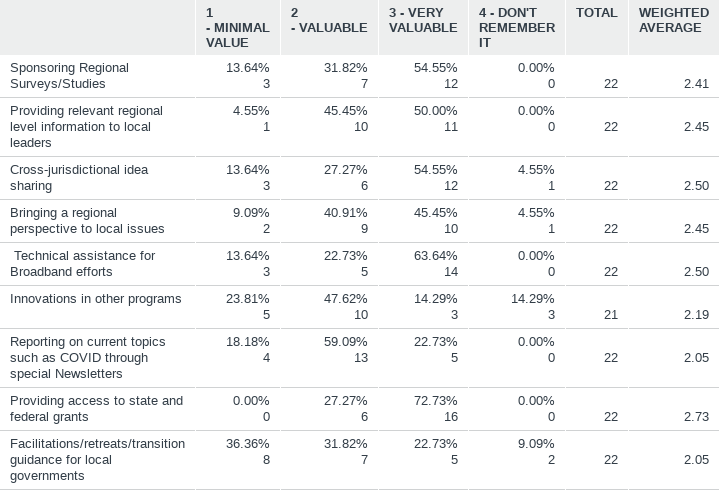 1 - MINIMAL VALUE 2 - VALUABLE 3 - VERY VALUABLE 4 - DON'T REMEMBER IT TOTAL WEIGHTED AVERAGE
Sponsoring Regional 13.64% 31.82% 54.55% 0.00%
Surveys/Studies 3 7 12 0 22 2.41
Providing relevant regional 4.55% 45.45% 50.00% 0.00%
level information to local 1 10 11 0 22 2.45
leaders
Cross-jurisdictional idea 13.64% 27.27% 54.55% 4.55%
sharing 3 6 12 1 22 2.50
Bringing a regional 9.09% 40.91% 45.45% 4.55%
perspective to local issues 2 9 10 1 22 2.45
Technical assistance for 13.64% 22.73% 63.64% 0.00%
Broadband efforts 3 5 14 0 22 2.50
Innovations in other programs 23.81% 47.62% 14.29% 14.29%
5 10 3 3 21 2.19
Reporting on current topics 18.18% 59.09% 22.73% 0.00%
such as COVID through 4 13 5 0 22 2.05
special Newsletters
Providing access to state and 0.00% 27.27% 72.73% 0.00%
federal grants 0 6 16 0 22 2.73
Facilitations/retreats/transition 36.36% 31.82% 22.73% 9.09%
guidance for local 8 7 5 2 22 2.05
governments